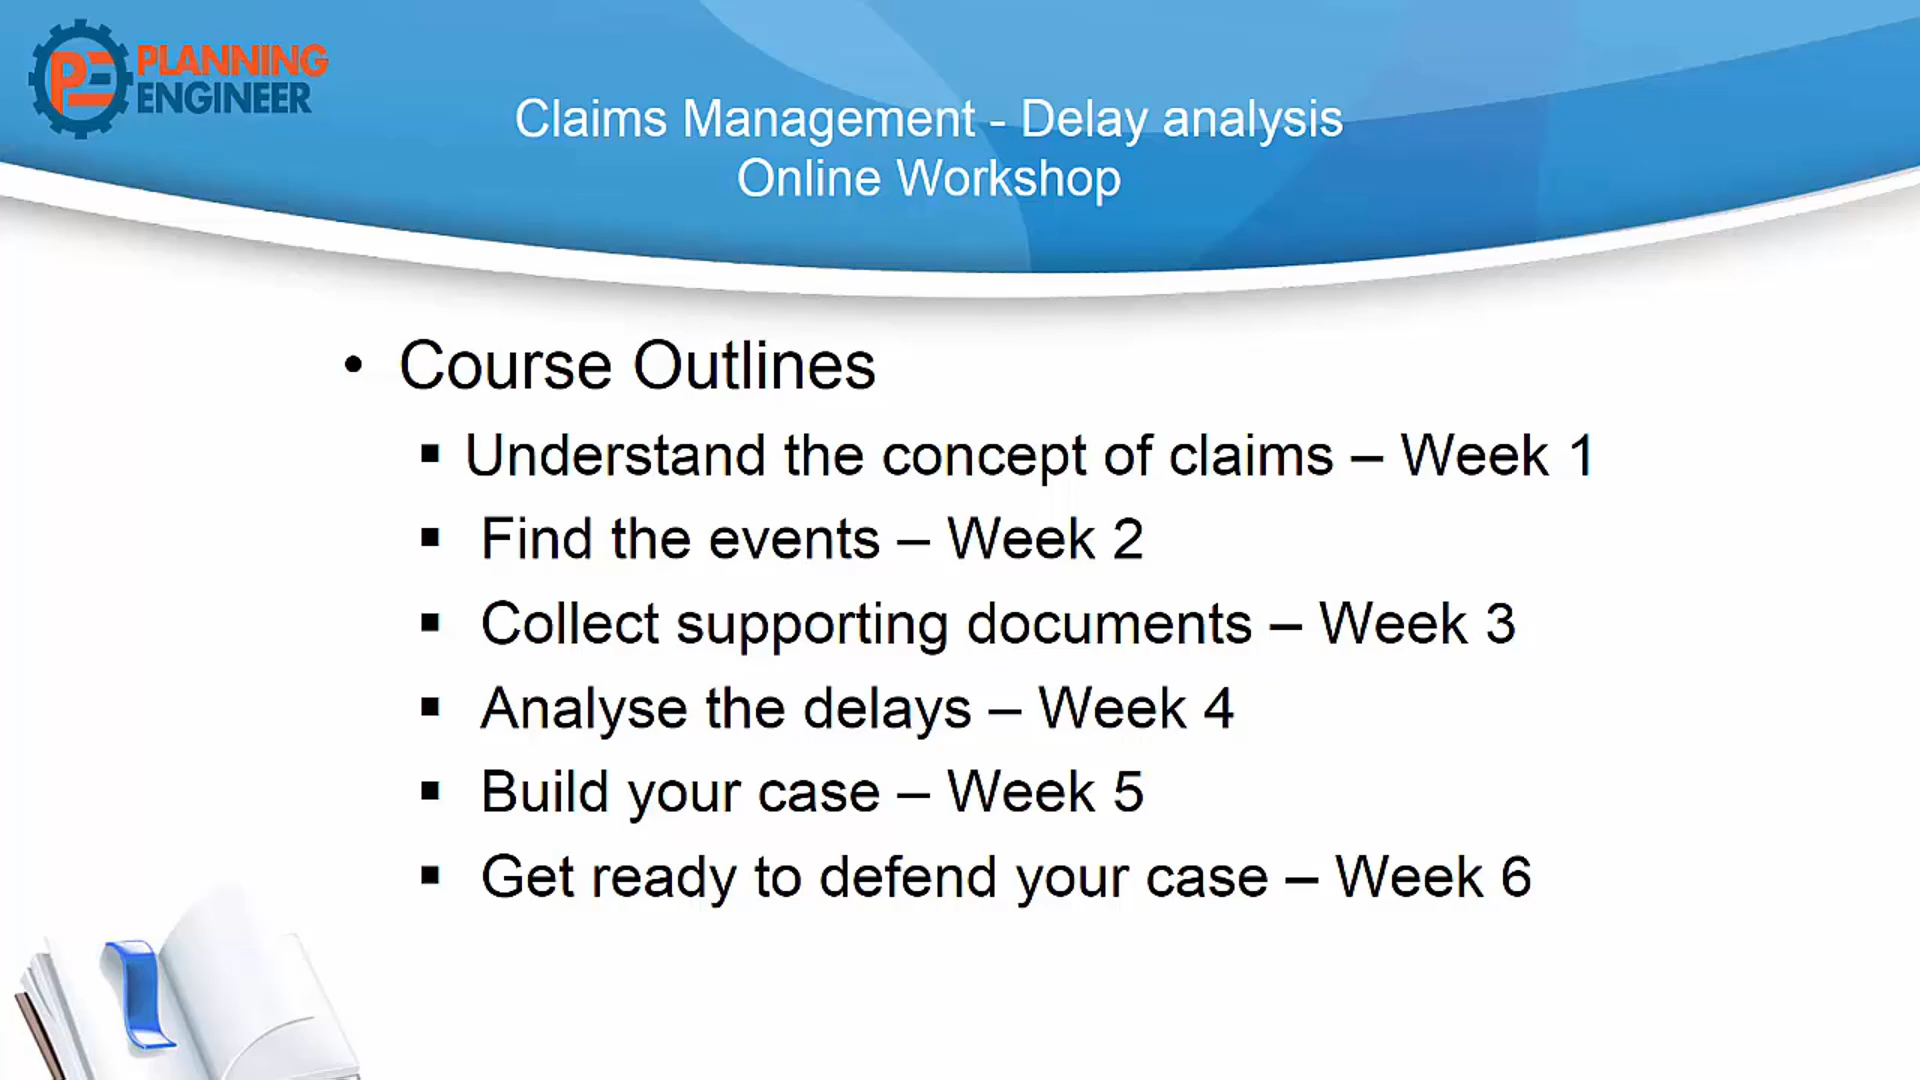 PLANNING
ENGINEER
Claims Management - Delay analysis
Online Workshop
• Course Outlines
▪ Understand the concept of claims – Week 1
▪ Find the events – Week 2
▪ Collect supporting documents – Week 3
▪ Analyse the delays – Week 4
▪ Build your case – Week 5
▪ Get ready to defend your case – Week 6